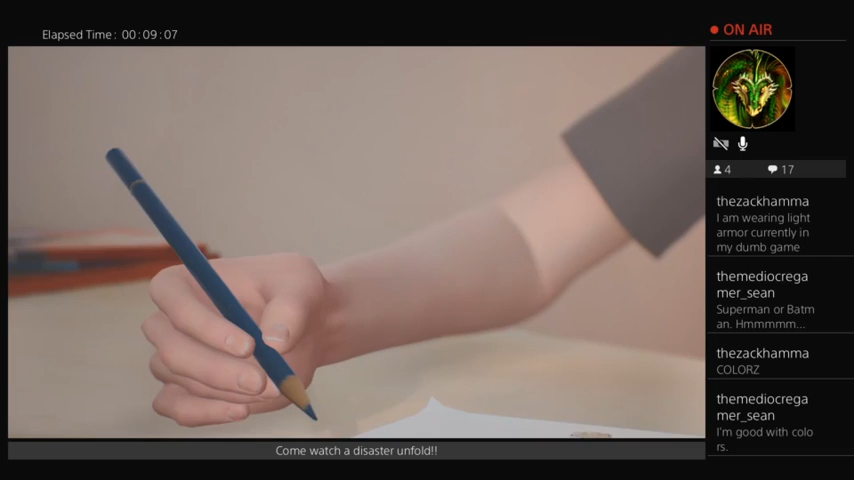 Elapsed Time: 00:09:07
ON AIR
4
17
thezackhamma
I am wearing light
armor currently in
my dumb game
themediocrega
mer_sean
Superman or Batm
an. Hmmmmm...
thezackhamma
COLORZ
themediocrega
mer_sean
I'm good with colo
rs.
Come watch a disaster unfold!!